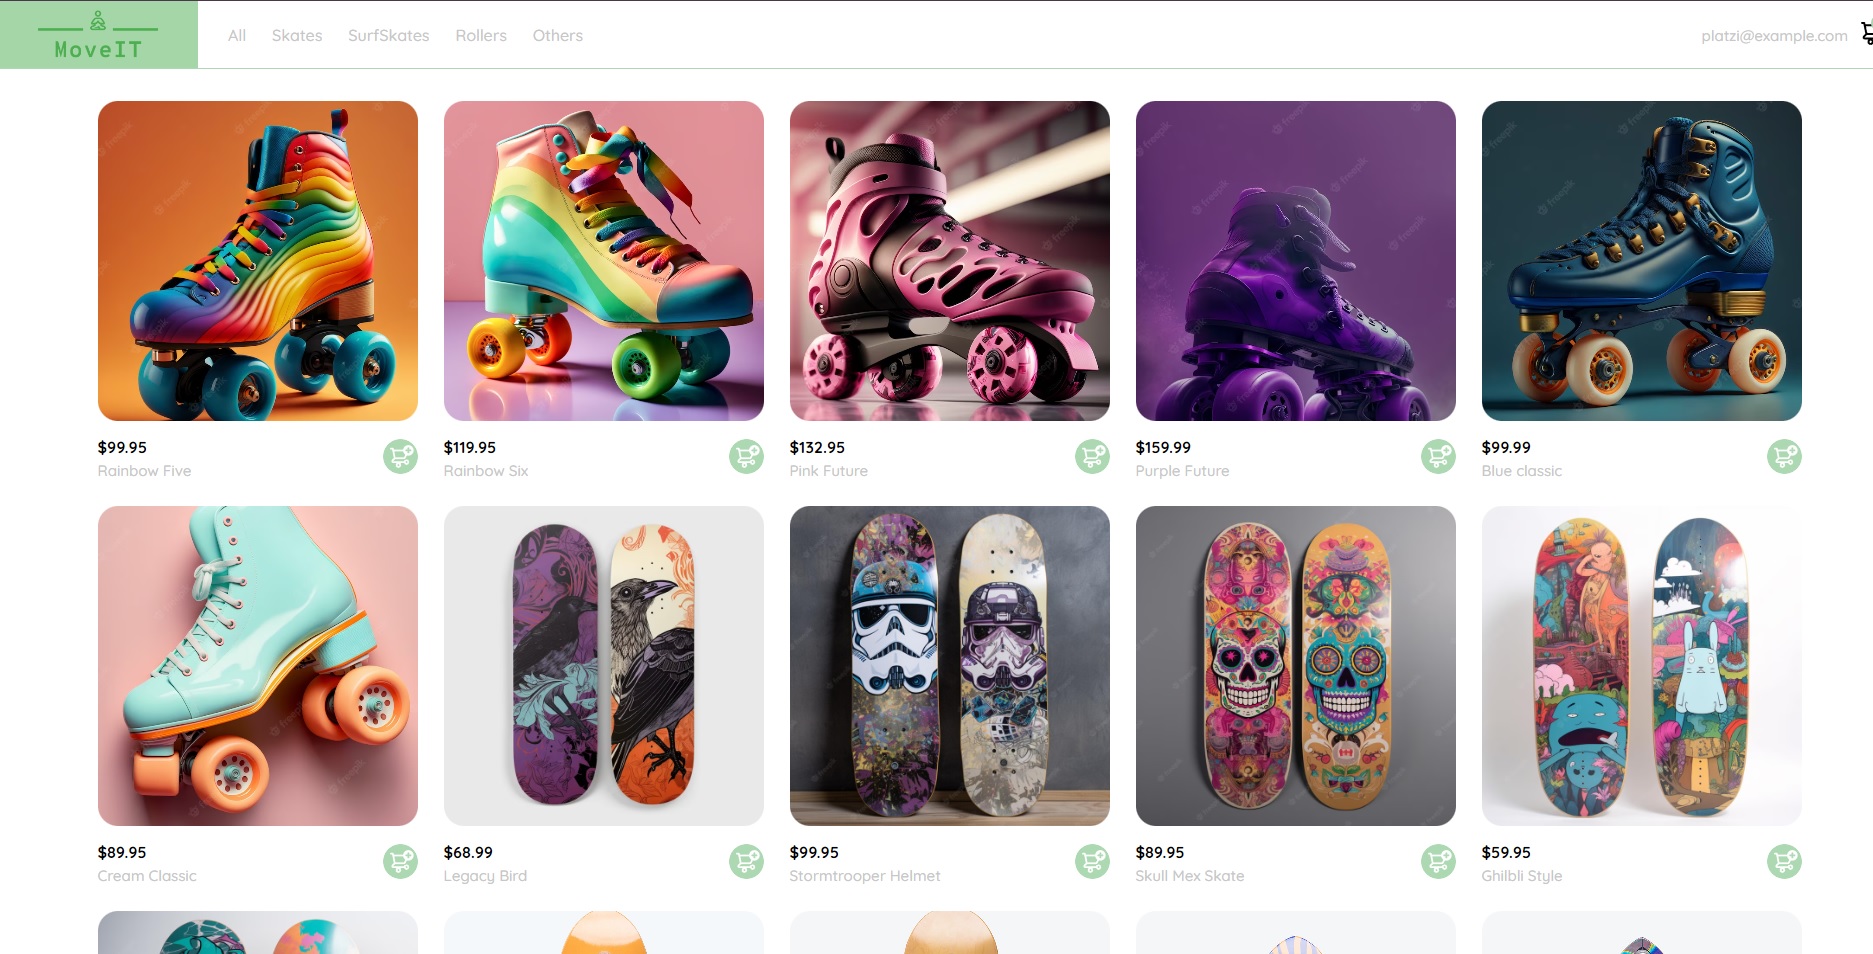 MoveIT
All Skates SurfSkates Rollers Others
platzi@example.com
$99.95
Rainbow Five
$119.95
Rainbow Six
$132.95
Pink Future
$159.99
Purple Future
$99.99
Blue classic
$89.95
Cream Classic
$68.99
Legacy Bird
$99.95
Stormtrooper Helmet
$89.95
Skull Mex Skate
$59.95
Ghilbli Style